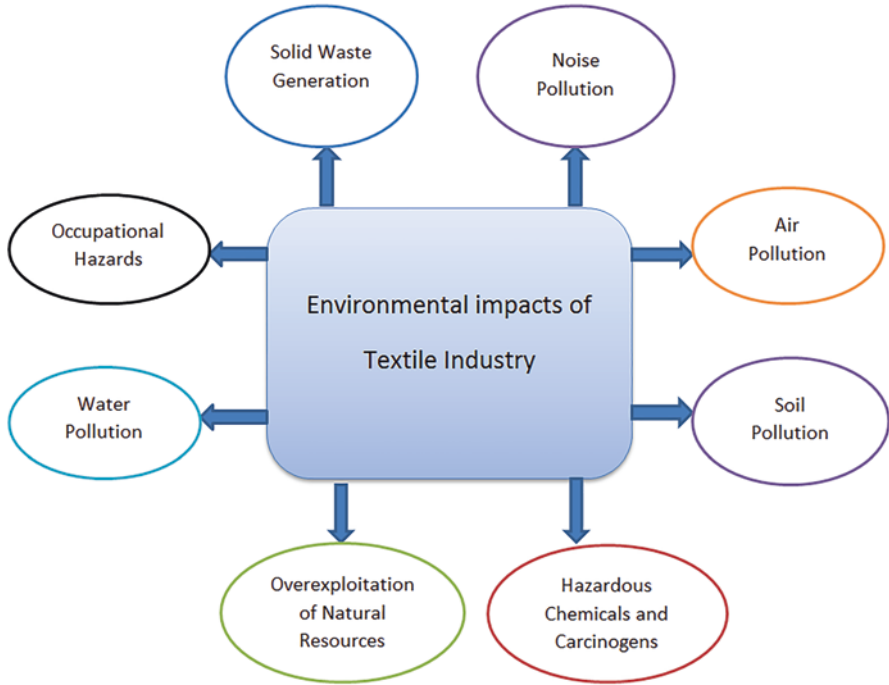 Solid Waste
Generation
Noise
Pollution
Occupational
Hazards
Air
Pollution
Environmental impacts of
Textile Industry
Water
Pollution
Soil
Pollution
Overexploitation
of Natural
Resources
Hazardous
Chemicals and
Carcinogens